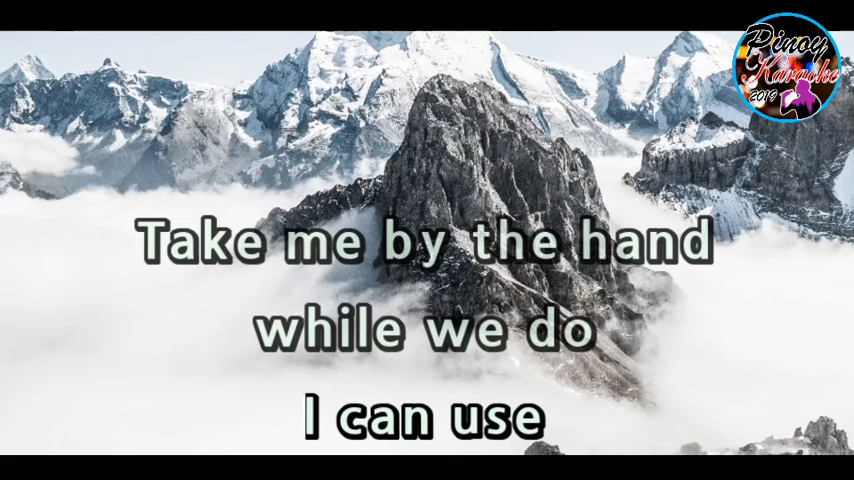 Pinoy
Karaoke
2019
Take me by the hand
while we do
I can use